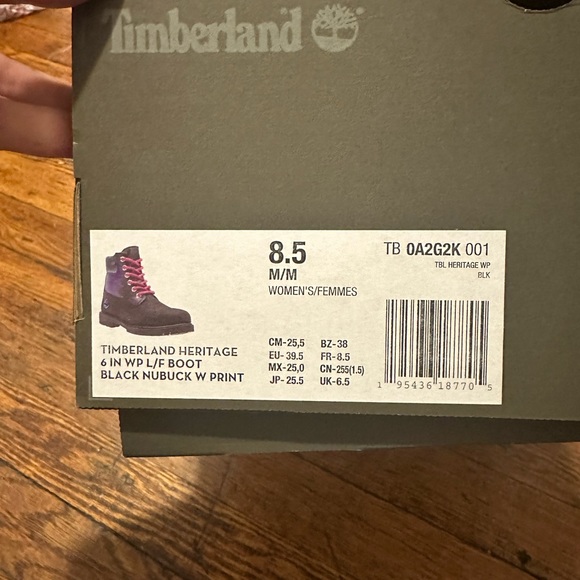 Timberland
8.5
M/M
WOMEN'S/FEMMES
TB 0A2G2K 001
TBL HERITAGE WP
BLK
TIMBERLAND HERITAGE
6 IN WP L/F BOOT
BLACK NUBUCK W PRINT
CM-25,5 BZ-38
EU-39.5 FR-8.5
MX-25,0 CN-255(1.5)
JP-25.5 UK-6.5
1 95436 18770 5